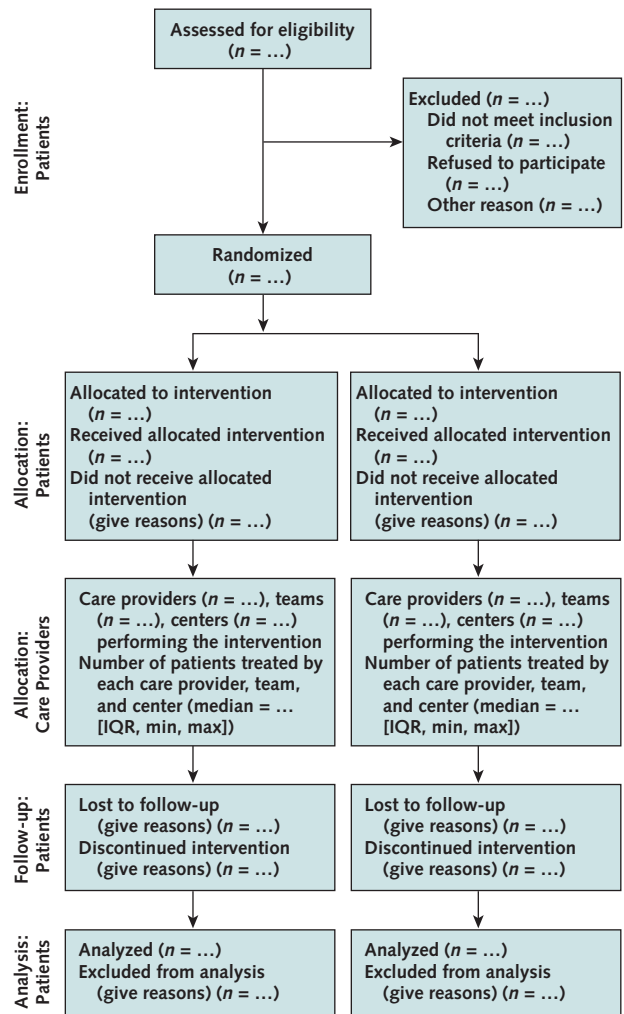 Assessed for eligibility
(n = …)
Enrollment:
Patients
Excluded (n = …)
Did not meet inclusion
criteria (n = …)
Refused to participate
(n = …)
Other reason (n = …)
Randomized
(n = …)
Allocation:
Patients
Allocated to intervention
(n = …)
Received allocated intervention
(n = …)
Did not receive allocated
intervention
(give reasons) (n = …)
Allocated to intervention
(n = …)
Received allocated intervention
(n = …)
Did not receive allocated
intervention
(give reasons) (n = …)
Allocation:
Care Providers
Care providers (n = …), teams
(n = …), centers (n = …)
performing the intervention
Number of patients treated by
each care provider, team,
and center (median = …
[IQR, min, max])
Care providers (n = …), teams
(n = …), centers (n = …)
performing the intervention
Number of patients treated by
each care provider, team,
and center (median = …
[IQR, min, max])
Follow-up:
Patients
Lost to follow-up
(give reasons) (n = …)
Discontinued intervention
(give reasons) (n = …)
Lost to follow-up
(give reasons) (n = …)
Discontinued intervention
(give reasons) (n = …)
Analysis:
Patients
Analyzed (n = …)
Excluded from analysis
(give reasons) (n = …)
Analyzed (n = …)
Excluded from analysis
(give reasons) (n = …)